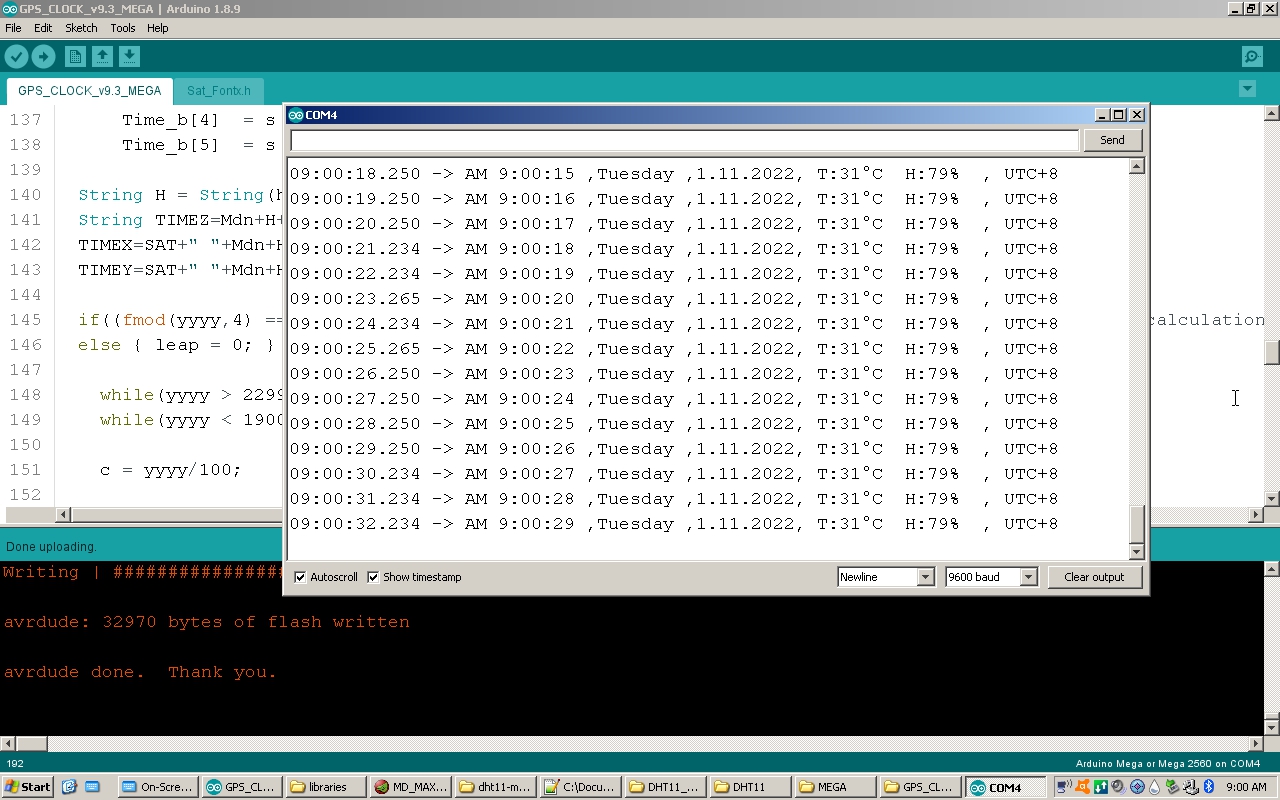 GPS_CLOCK_v9.3_MEGA | Arduino 1.8.9
File Edit Sketch Tools Help
GPS_CLOCK_v9.3_MEGA Sat_Fontx.h
137 Time_b[4] = s
138 Time_b[5] = s
139
140 String H = String(h
141 String TIMEZ=Mdn+H+
142 TIMEX=SAT+" "+Mdn+H
143 TIMEY=SAT+" "+Mdn+H
144
145 if((fmod(yyyy,4) == calculation
146 else { leap = 0; }
147
148 while(yyyy > 2299
149 while(yyyy < 1900
150
151 c = yyyy/100;
152
COM4
Send
09:00:18.250 -> AM 9:00:15 ,Tuesday ,1.11.2022, T:31°C H:79% , UTC+8
09:00:19.250 -> AM 9:00:16 ,Tuesday ,1.11.2022, T:31°C H:79% , UTC+8
09:00:20.250 -> AM 9:00:17 ,Tuesday ,1.11.2022, T:31°C H:79% , UTC+8
09:00:21.234 -> AM 9:00:18 ,Tuesday ,1.11.2022, T:31°C H:79% , UTC+8
09:00:22.234 -> AM 9:00:19 ,Tuesday ,1.11.2022, T:31°C H:79% , UTC+8
09:00:23.265 -> AM 9:00:20 ,Tuesday ,1.11.2022, T:31°C H:79% , UTC+8
09:00:24.234 -> AM 9:00:21 ,Tuesday ,1.11.2022, T:31°C H:79% , UTC+8
09:00:25.265 -> AM 9:00:22 ,Tuesday ,1.11.2022, T:31°C H:79% , UTC+8
09:00:26.250 -> AM 9:00:23 ,Tuesday ,1.11.2022, T:31°C H:79% , UTC+8
09:00:27.250 -> AM 9:00:24 ,Tuesday ,1.11.2022, T:31°C H:79% , UTC+8
09:00:28.250 -> AM 9:00:25 ,Tuesday ,1.11.2022, T:31°C H:79% , UTC+8
09:00:29.250 -> AM 9:00:26 ,Tuesday ,1.11.2022, T:31°C H:79% , UTC+8
09:00:30.234 -> AM 9:00:27 ,Tuesday ,1.11.2022, T:31°C H:79% , UTC+8
09:00:31.234 -> AM 9:00:28 ,Tuesday ,1.11.2022, T:31°C H:79% , UTC+8
09:00:32.234 -> AM 9:00:29 ,Tuesday ,1.11.2022, T:31°C H:79% , UTC+8
Autoscroll Show timestamp Newline 9600 baud Clear output
Done uploading.
Writing | ################
avrdude: 32970 bytes of flash written
avrdude done. Thank you.
192 Arduino Mega or Mega 2560 on COM4
Start On-Scre... GPS_CL... libraries MD_MAX... dht11-m... C:\Docu... DHT11_... DHT11 MEGA GPS_CL... COM4 9:00 AM